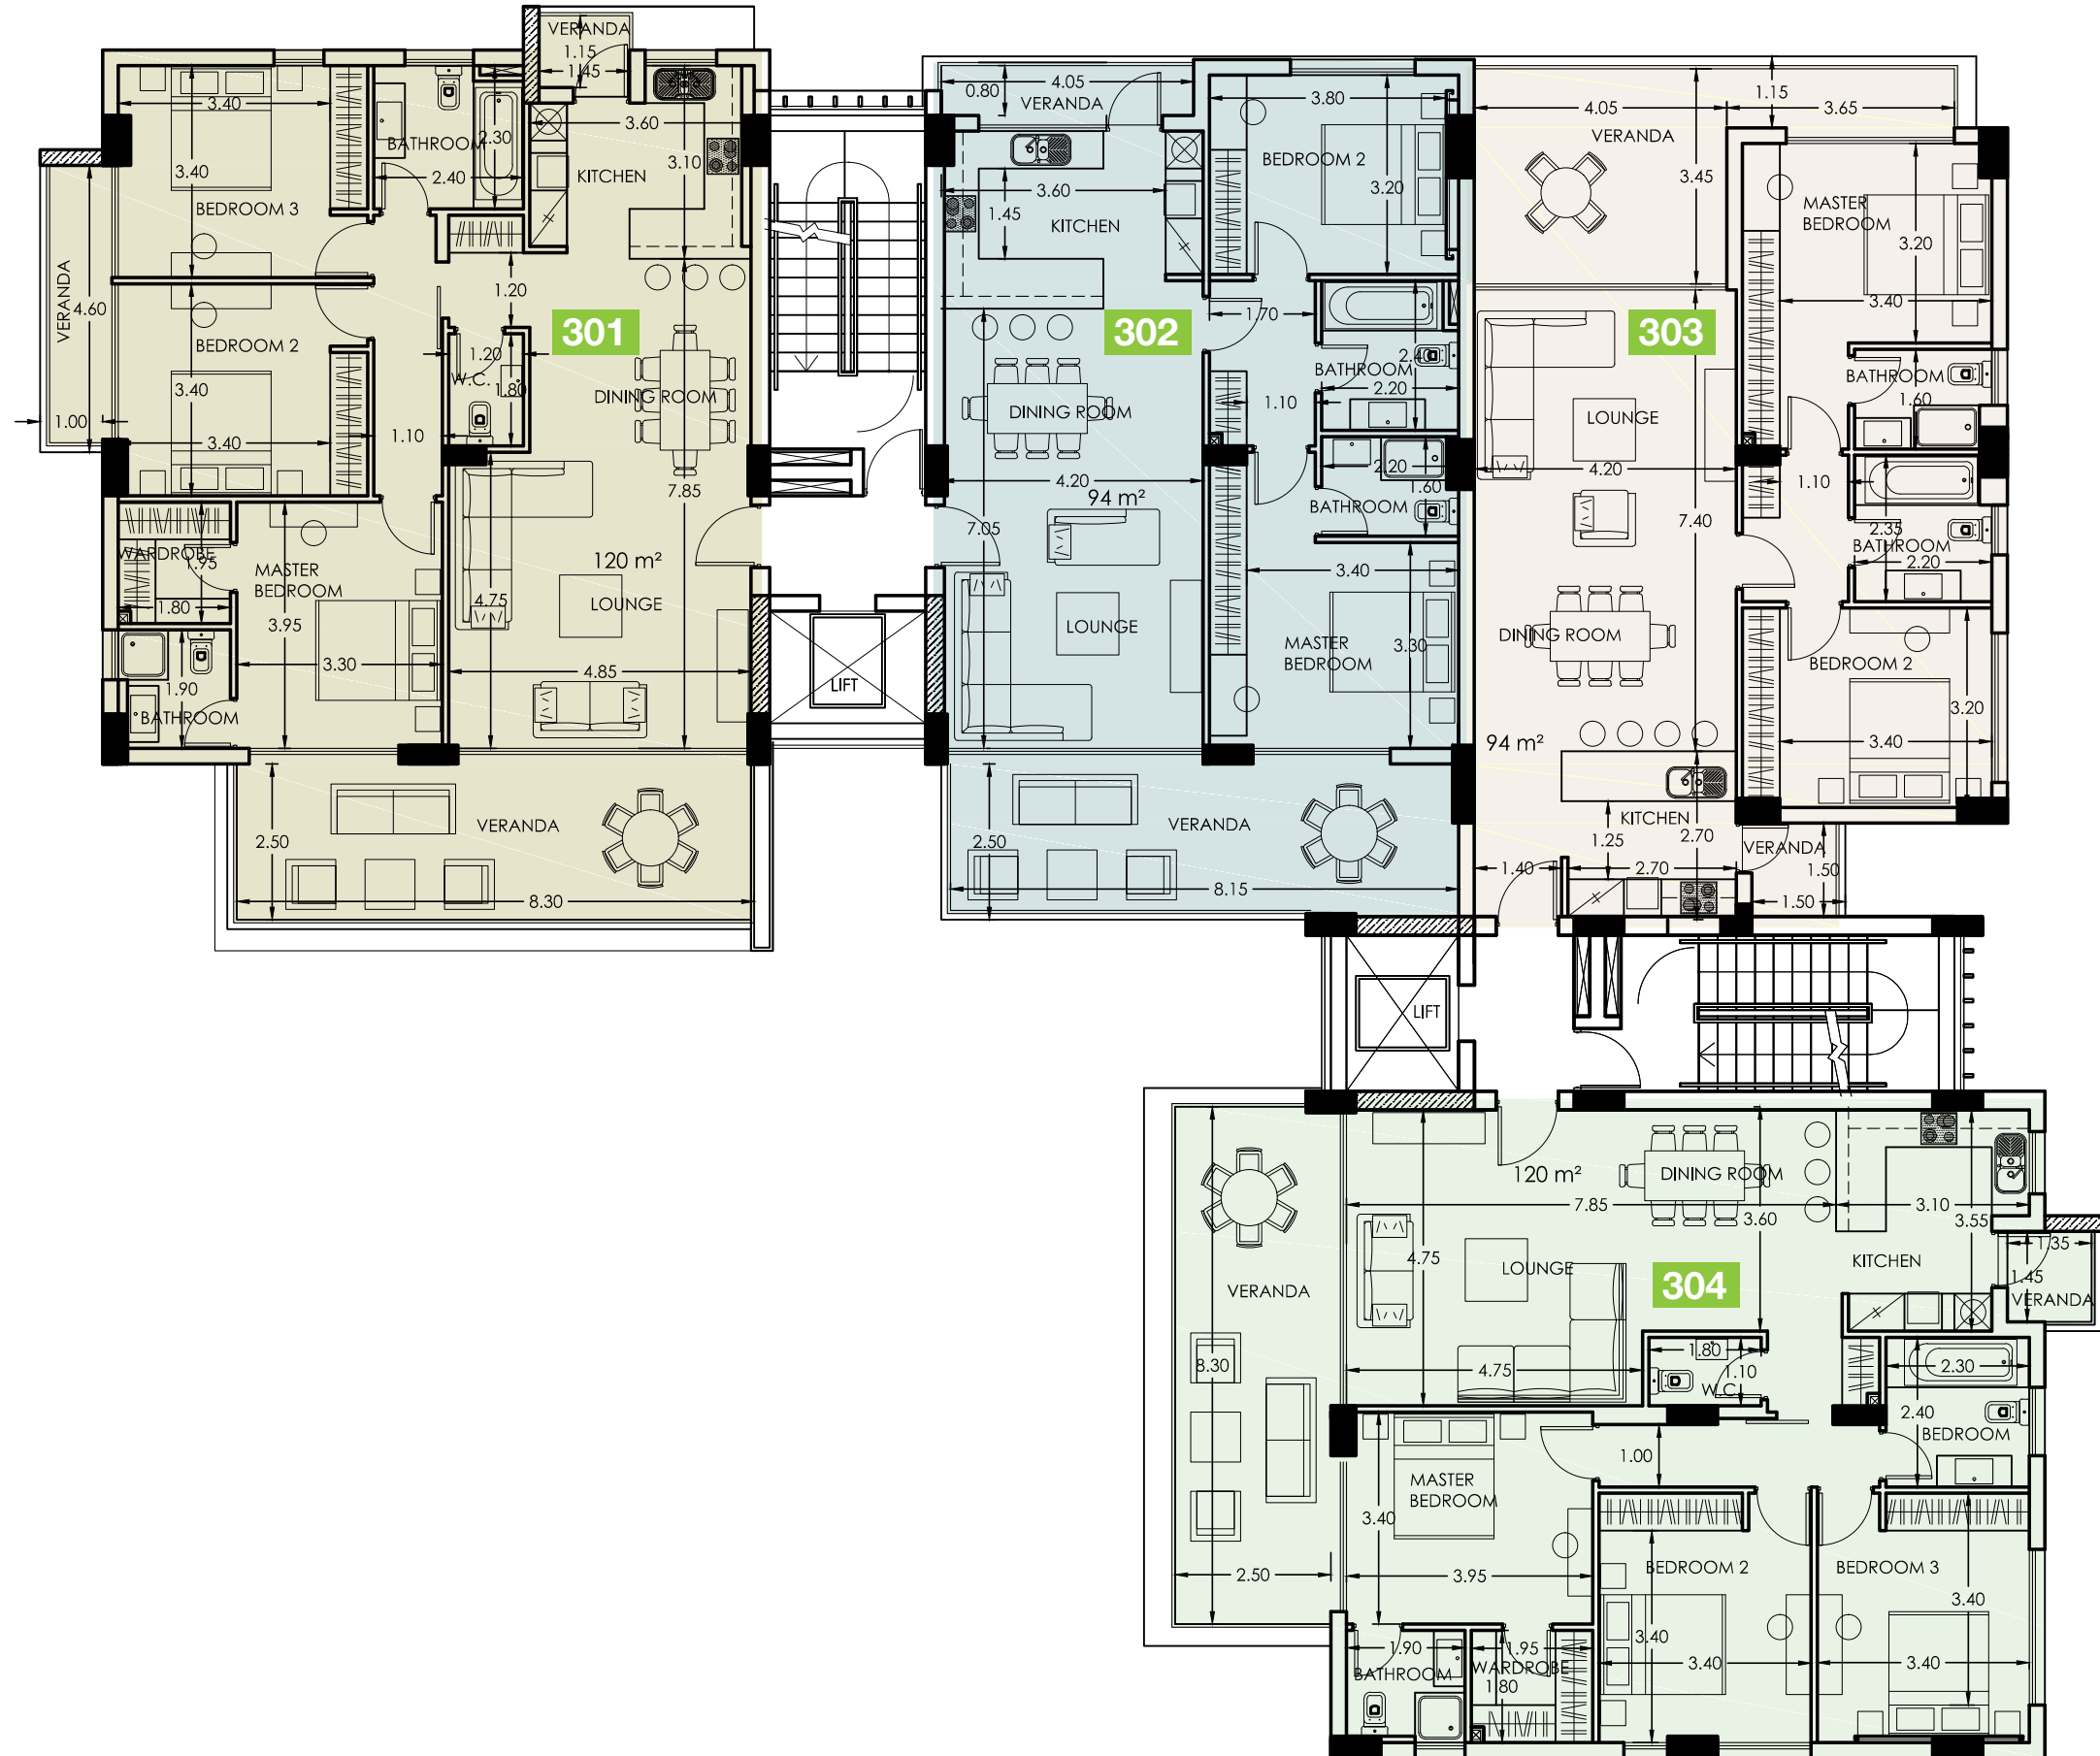 VERANDA
1.15
1.45
3.40
3.40
BEDROOM 3
BATHROOM
2.30
2.40
3.60
3.10
KITCHEN
VERANDA
4.60
1.00
1.20
301
BEDROOM 2
3.40
3.40
1.10
1.20
W.C.
1.80
DINING ROOM
7.85
WARDROBE
1.95
1.80
MASTER
BEDROOM
3.95
3.30
120 m²
LOUNGE
4.75
4.85
1.90
BATHROOM
VERANDA
2.50
8.30
LIFT
4.05
0.80
VERANDA
3.80
BEDROOM 2
3.20
3.60
1.45
KITCHEN
302
1.70
BATHROOM
2.20
1.10
DINING ROOM
4.20
94 m²
7.05
2.20
1.60
BATHROOM
3.40
LOUNGE
MASTER
BEDROOM
3.30
VERANDA
2.50
8.15
4.05
VERANDA
1.15
3.65
3.45
MASTER
BEDROOM
3.20
3.40
303
BATHROOM
1.60
LOUNGE
4.20
1.10
7.40
2.35
BATHROOM
2.20
DINING ROOM
BEDROOM 2
3.20
3.40
94 m²
KITCHEN
1.25
2.70
VERANDA
1.50
1.40
2.70
1.50
LIFT
120 m²
DINING ROOM
7.85
3.60
3.10
3.55
4.75
LOUNGE
304
KITCHEN
1.35
1.45
VERANDA
VERANDA
8.30
4.75
1.80
1.10
W.C.
2.30
2.40
BEDROOM
1.00
MASTER
BEDROOM
3.40
2.50
3.95
BEDROOM 2
BEDROOM 3
3.40
3.40
3.40
3.40
1.90
BATHROOM
1.95
WARDROBE
1.80